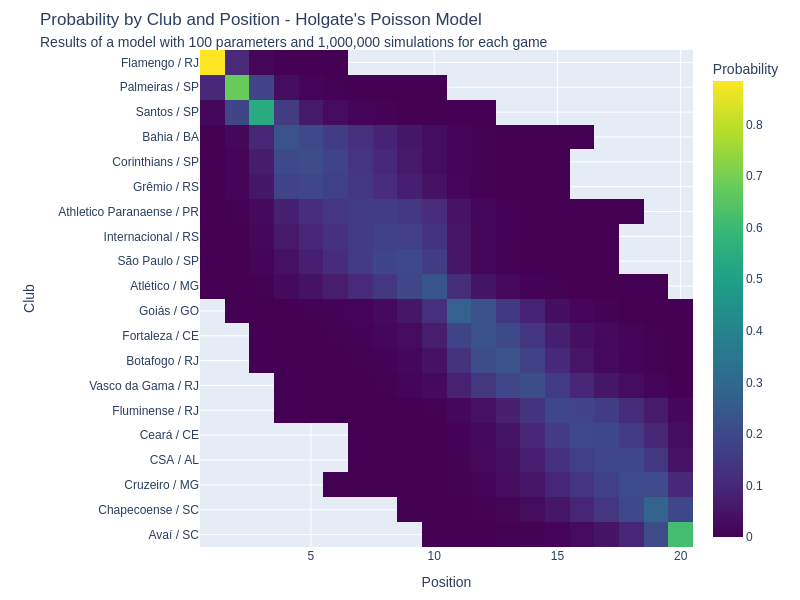 Probability by Club and Position - Holgate's Poisson Model
Results of a model with 100 parameters and 1,000,000 simulations for each game
Probability
Flamengo / RJ
Palmeiras / SP
Santos / SP
Bahia / BA
Corinthians / SP
Grêmio / RS
Athletico Paranaense / PR
Internacional / RS
São Paulo / SP
Atlético / MG
Goiás / GO
Fortaleza / CE
Botafogo / RJ
Vasco da Gama / RJ
Fluminense / RJ
Ceará / CE
CSA / AL
Cruzeiro / MG
Chapecoense / SC
Avaí / SC
Club
0.8
0.7
0.6
0.5
0.4
0.3
0.2
0.1
0
5
10
15
20
Position